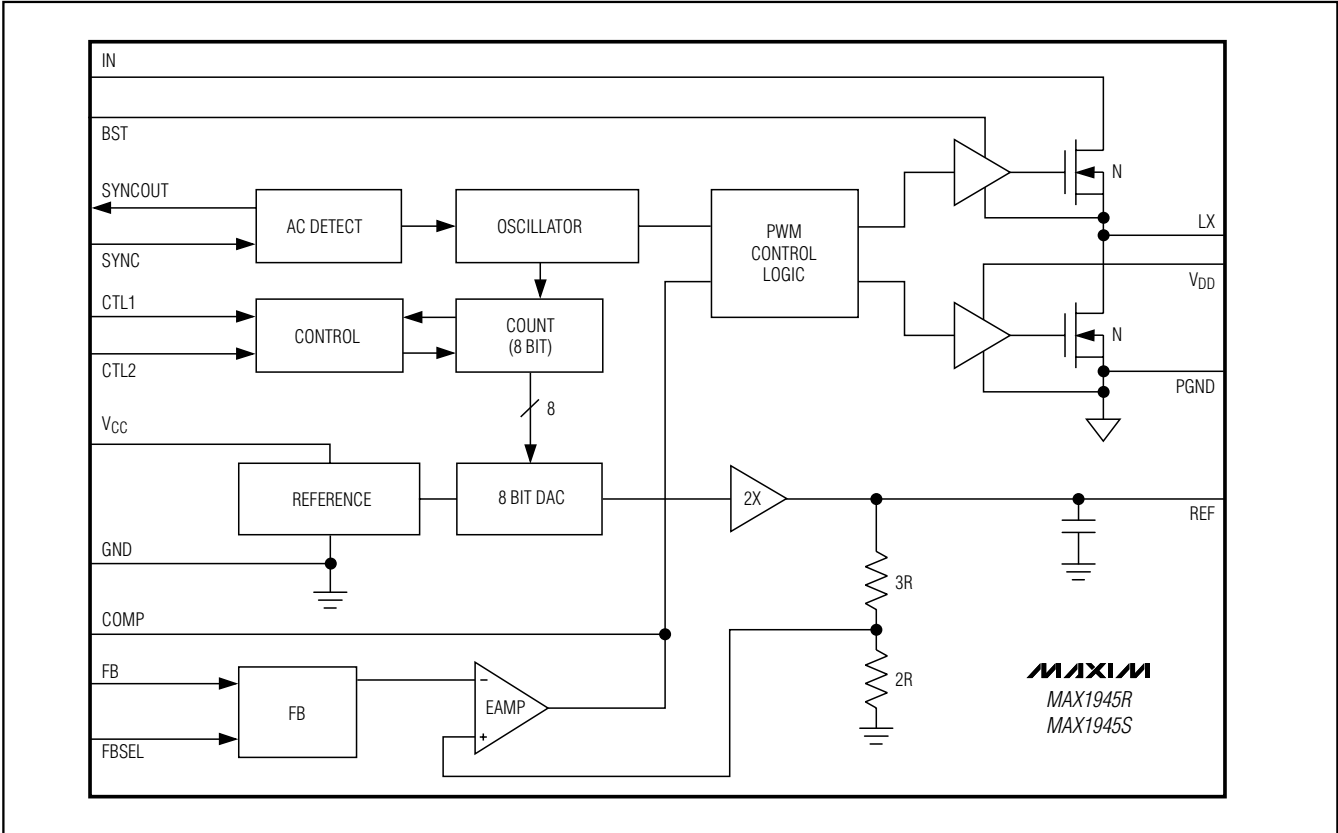 IN
BST
SYNCOUT
AC DETECT
OSCILLATOR
PWM
CONTROL
LOGIC
N
LX
SYNC
VDD
CTL1
CONTROL
COUNT
(8 BIT)
N
CTL2
PGND
8
VCC
REFERENCE
8 BIT DAC
2X
REF
GND
3R
COMP
FB
FB
−
EAMP
+
2R
FBSEL
MAXIM
MAX1945R
MAX1945S